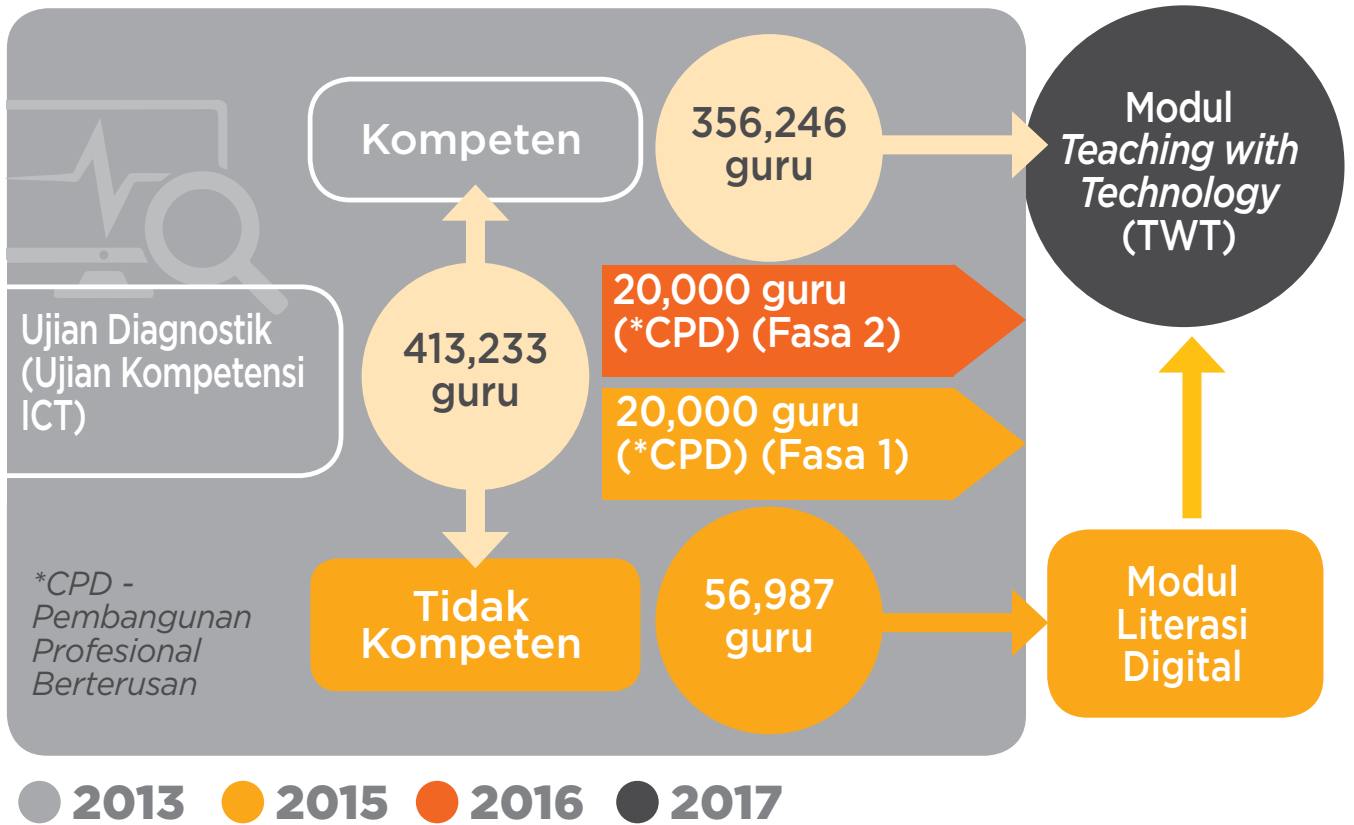 Ujian Diagnostik
(Ujian Kompetensi
ICT)
Kompeten
413,233
guru
Tidak
Kompeten
356,246
guru
20,000 guru
(*CPD) (Fasa 2)
20,000 guru
(*CPD) (Fasa 1)
56,987
guru
Modul
Teaching with
Technology
(TWT)
Modul
Literasi
Digital
*CPD -
Pembangunan
Profesional
Berterusan
2013
2015
2016
2017